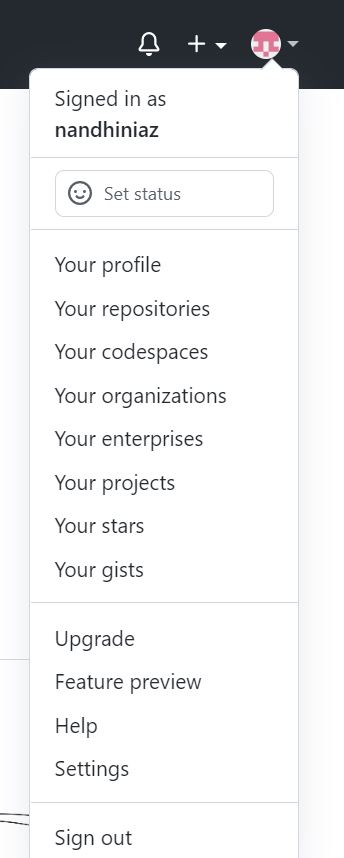 Signed in as
nandhiniaz
Set status
Your profile
Your repositories
Your codespaces
Your organizations
Your enterprises
Your projects
Your stars
Your gists
Upgrade
Feature preview
Help
Settings
Sign out